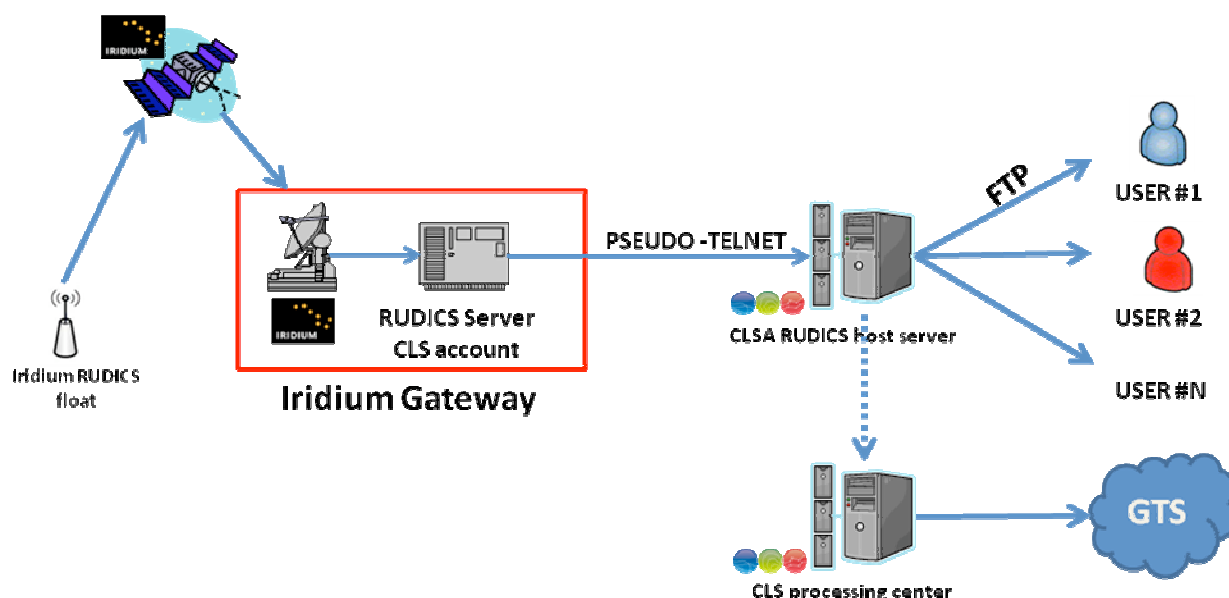 IRIDIUM
FTP
USER #1
PSEUDO -TELNET
USER #2
RUDICS Server
CLS account
IRIDIUM
CLSA RUDICS host server
Iridium RUDICS
float
Iridium Gateway
USER #N
GTS
CLS processing center